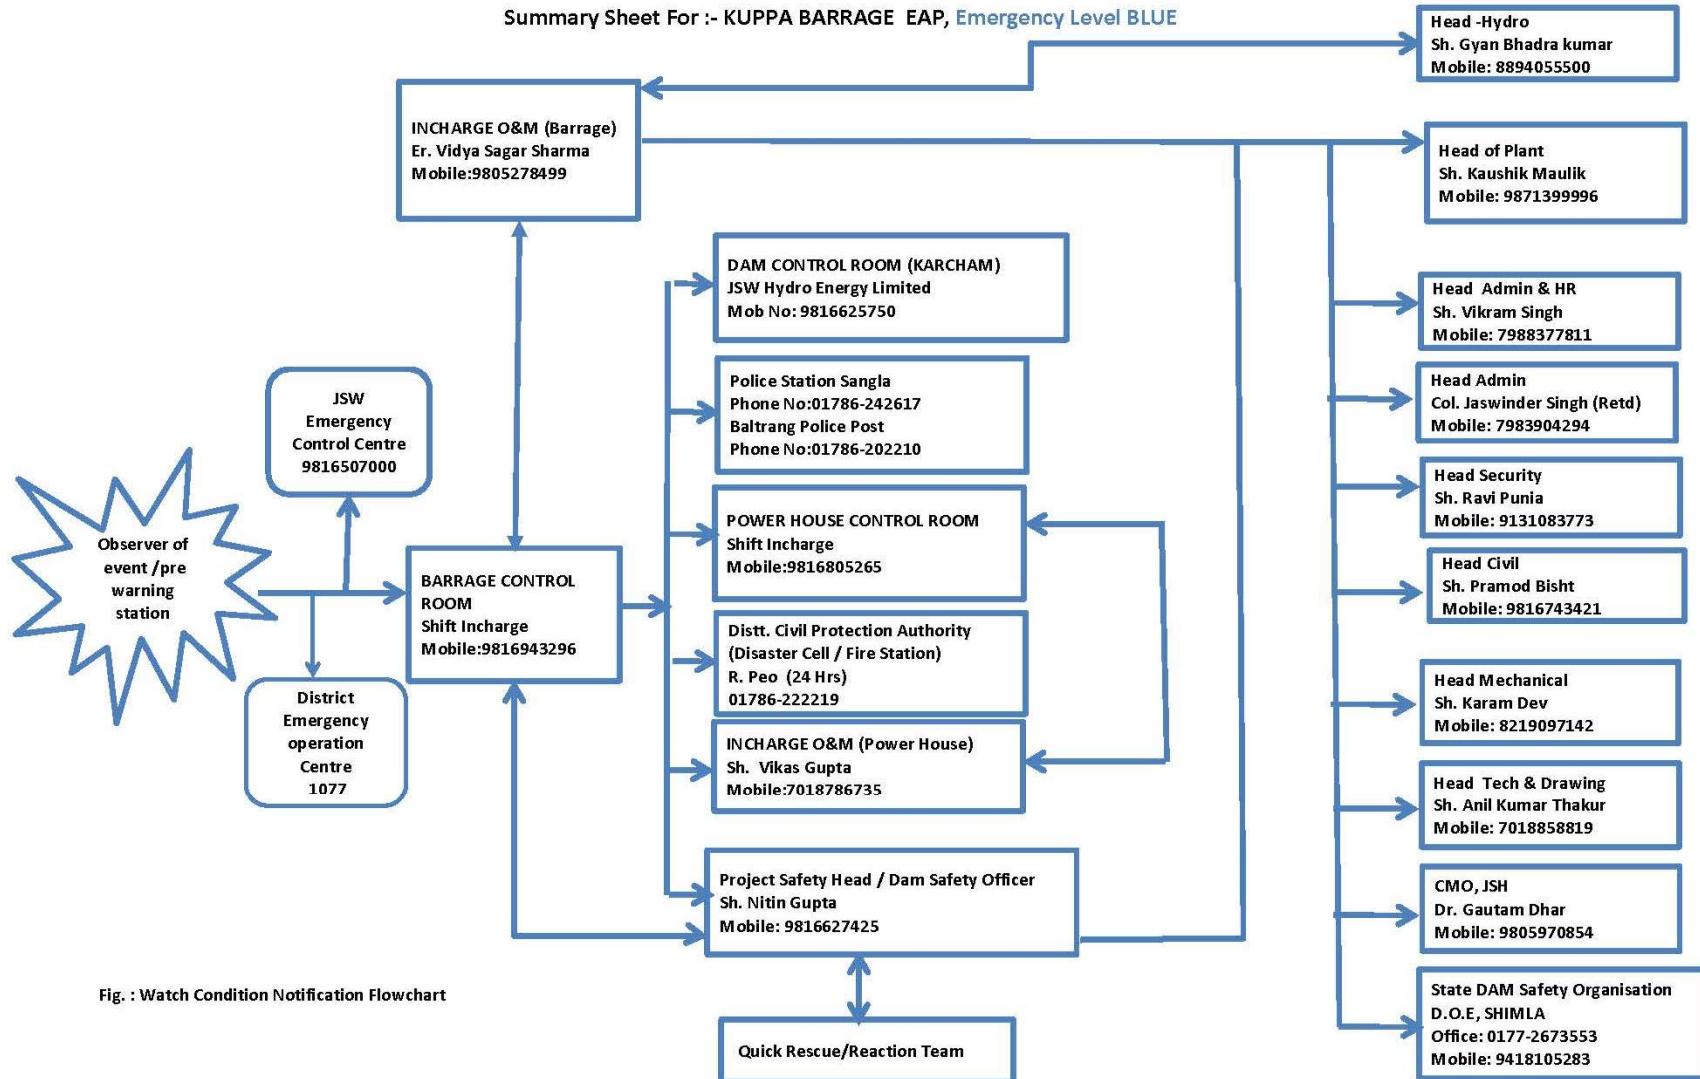 Summary Sheet For :- KUPPA BARRAGE EAP, Emergency Level BLUE
Head -Hydro
Sh. Gyan Bhadra kumar
Mobile: 8894055500
INCHARGE O&M (Barrage)
Er. Vidya Sagar Sharma
Mobile:9805278499
Head of Plant
Sh. Kaushik Maulik
Mobile: 9871399996
DAM CONTROL ROOM (KARCHAM)
JSW Hydro Energy Limited
Mob No: 9816625750
Head Admin & HR
Sh. Vikram Singh
Mobile: 7988377811
Police Station Sangla
Phone No:01786-242617
Baltrang Police Post
Phone No:01786-202210
Head Admin
Col. Jaswinder Singh (Retd)
Mobile: 7983904294
JSW
Emergency
Control Centre
9816507000
Head Security
Sh. Ravi Punia
Mobile: 9131083773
POWER HOUSE CONTROL ROOM
Shift Incharge
Mobile:9816805265
Observer of
event /pre
warning
station
BARRAGE CONTROL
ROOM
Shift Incharge
Mobile:9816943296
Head Civil
Sh. Pramod Bisht
Mobile: 9816743421
Distt. Civil Protection Authority
(Disaster Cell / Fire Station)
R. Peo (24 Hrs)
01786-222219
District
Emergency
operation
Centre
1077
Head Mechanical
Sh. Karam Dev
Mobile: 8219097142
INCHARGE O&M (Power House)
Sh. Vikas Gupta
Mobile:7018786735
Head Tech & Drawing
Sh. Anil Kumar Thakur
Mobile: 7018858819
Project Safety Head / Dam Safety Officer
Sh. Nitin Gupta
Mobile: 9816627425
CMO, JSH
Dr. Gautam Dhar
Mobile: 9805970854
Fig. : Watch Condition Notification Flowchart
State DAM Safety Organisation
D.O.E, SHIMLA
Office: 0177-2673553
Mobile: 9418105283
Quick Rescue/Reaction Team